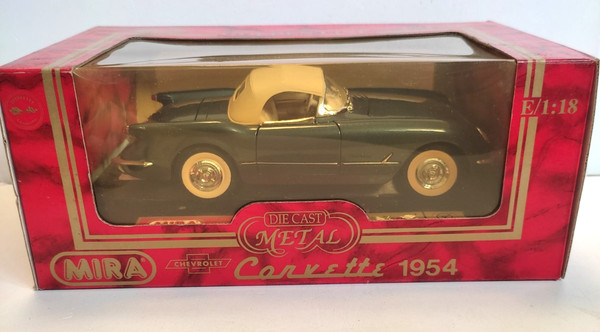 E/1:18
DIE CAST
METAL
MIRA
CHEVROLET
Corvette 1954